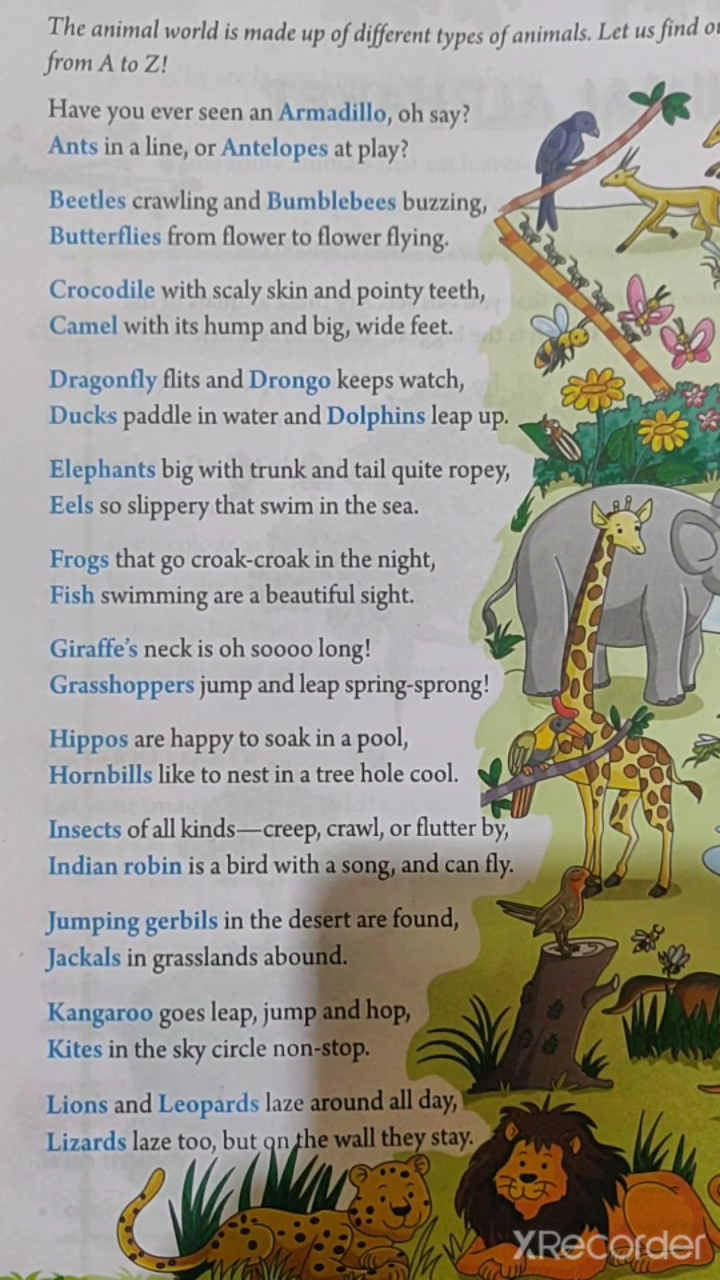 The animal world is made up of different types of animals. Let us find
from A to Z!
Have you ever seen an Armadillo, oh say?
Ants in a line, or Antelopes at play?
Beetles crawling and Bumblebees buzzing,
Butterflies from flower to flower flying.
Crocodile with scaly skin and pointy teeth,
Camel with its hump and big, wide feet.
Dragonfly flits and Drongo keeps watch,
Ducks paddle in water and Dolphins leap up.
Elephants big with trunk and tail quite ropey,
Eels so slippery that swim in the sea.
Frogs that go croak-croak in the night,
Fish swimming are a beautiful sight.
Giraffe's neck is oh soooo long!
Grasshoppers jump and leap spring-sprong!
Hippos are happy to soak in a pool,
Hornbills like to nest in a tree hole cool.
Insects of all kinds—creep, crawl, or flutter by,
Indian robin is a bird with a song, and can fly.
Jumping gerbils in the desert are found,
Jackals in grasslands abound.
Kangaroo goes leap, jump and hop,
Kites in the sky circle non-stop.
Lions and Leopards laze around all day,
Lizards laze too, but on the wall they stay.
XRecorder